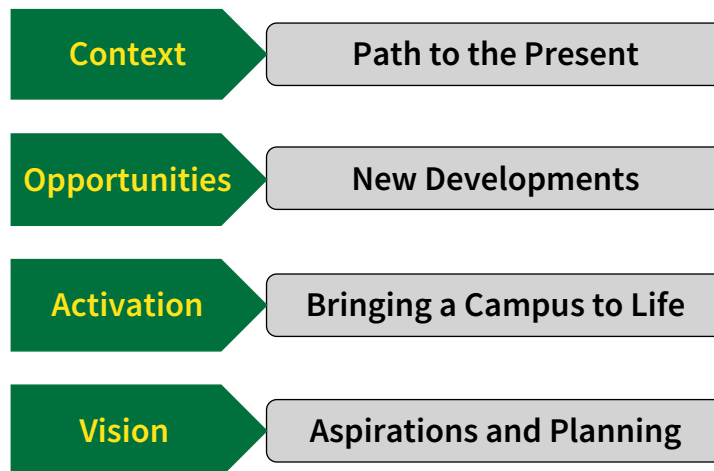 Context
Path to the Present
Opportunities
New Developments
Activation
Bringing a Campus to Life
Vision
Aspirations and Planning